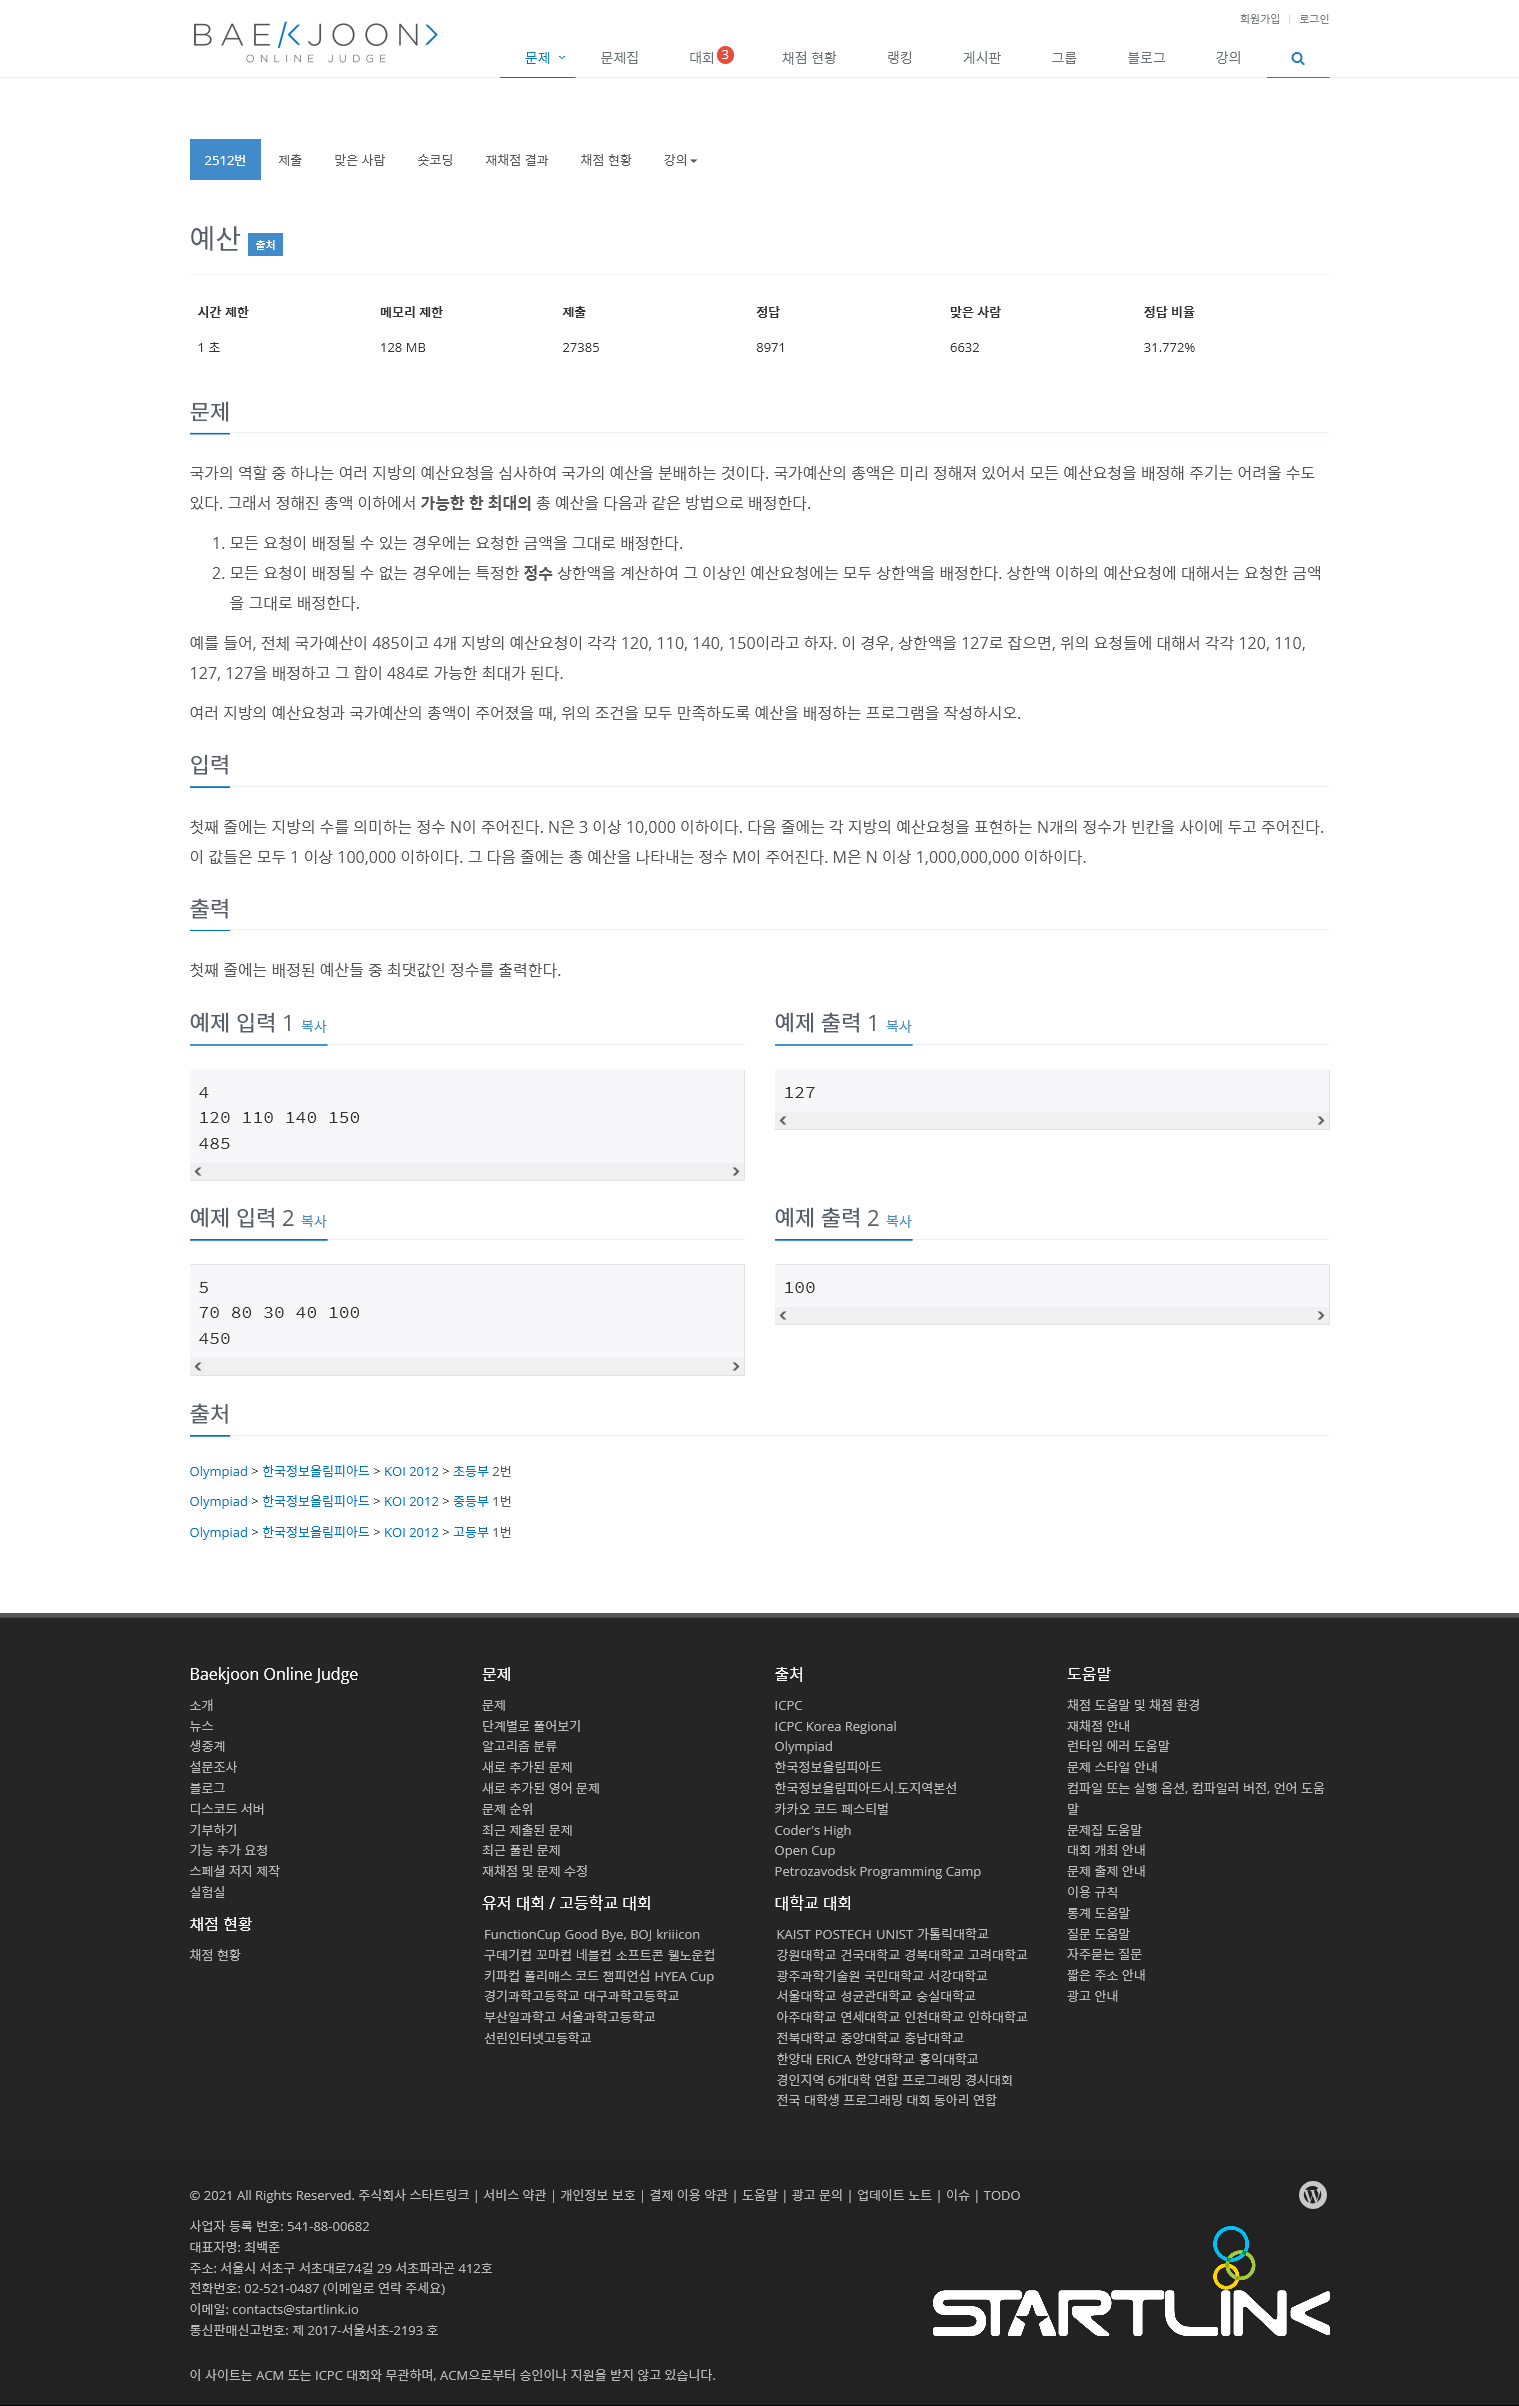 회원가입 | 로그인
BAEKJOON>
ONLINE JUDGE
문제 문제집 대회 3 채점 현황 랭킹 게시판 그룹 블로그 강의
2512번 제출 맞은 사람 숏코딩 재채점 결과 채점 현황 강의
예산 출처
시간 제한 메모리 제한 제출 정답 맞은 사람 정답 비율
1 초 128 MB 27385 8971 6632 31.772%
문제
국가의 역할 중 하나는 여러 지방의 예산요청을 심사하여 국가의 예산을 분배하는 것이다. 국가예산의 총액은 미리 정해져 있어서 모든 예산요청을 배정해 주기는 어려울 수도
있다. 그래서 정해진 총액 이하에서 가능한 한 최대의 총 예산을 다음과 같은 방법으로 배정한다.
1. 모든 요청이 배정될 수 있는 경우에는 요청한 금액을 그대로 배정한다.
2. 모든 요청이 배정될 수 없는 경우에는 특정한 정수 상한액을 계산하여 그 이상인 예산요청에는 모두 상한액을 배정한다. 상한액 이하의 예산요청에 대해서는 요청한 금액
을 그대로 배정한다.
예를 들어, 전체 국가예산이 485이고 4개 지방의 예산요청이 각각 120, 110, 140, 150이라고 하자. 이 경우, 상한액을 127로 잡으면, 위의 요청들에 대해서 각각 120, 110,
127, 127을 배정하고 그 합이 484로 가능한 최대가 된다.
여러 지방의 예산요청과 국가예산의 총액이 주어졌을 때, 위의 조건을 모두 만족하도록 예산을 배정하는 프로그램을 작성하시오.
입력
첫째 줄에는 지방의 수를 의미하는 정수 N이 주어진다. N은 3 이상 10,000 이하이다. 다음 줄에는 각 지방의 예산요청을 표현하는 N개의 정수가 빈칸을 사이에 두고 주어진다.
이 값들은 모두 1 이상 100,000 이하이다. 그 다음 줄에는 총 예산을 나타내는 정수 M이 주어진다. M은 N 이상 1,000,000,000 이하이다.
출력
첫째 줄에는 배정된 예산들 중 최댓값인 정수를 출력한다.
예제 입력 1 복사
4
120 110 140 150
485
예제 출력 1 복사
127
예제 입력 2 복사
5
70 80 30 40 100
450
예제 출력 2 복사
100
출처
Olympiad > 한국정보올림피아드 > KOI 2012 > 초등부 2번
Olympiad > 한국정보올림피아드 > KOI 2012 > 중등부 1번
Olympiad > 한국정보올림피아드 > KOI 2012 > 고등부 1번
Baekjoon Online Judge
소개
뉴스
생중계
설문조사
블로그
디스코드 서버
기부하기
기능 추가 요청
스페셜 저지 제작
실험실
채점 현황
채점 현황
문제
문제
단계별로 풀어보기
알고리즘 분류
새로 추가된 문제
새로 추가된 영어 문제
문제 순위
최근 제출된 문제
최근 풀린 문제
재채점 및 문제 수정
유저 대회 / 고등학교 대회
FunctionCup Good Bye, BOJ kriiicon
구데기컵 꼬마컵 네블컵 소프트콘 웰노운컵
키파컵 폴리매스 코드 챔피언십 HYEA Cup
경기과학고등학교 대구과학고등학교
부산일과학고 서울과학고등학교
선린인터넷고등학교
출처
ICPC
ICPC Korea Regional
Olympiad
한국정보올림피아드
한국정보올림피아드시.도지역본선
카카오 코드 페스티벌
Coder's High
Open Cup
Petrozavodsk Programming Camp
대학교 대회
KAIST POSTECH UNIST 가톨릭대학교
강원대학교 건국대학교 경북대학교 고려대학교
광주과학기술원 국민대학교 서강대학교
서울대학교 성균관대학교 숭실대학교
아주대학교 연세대학교 인천대학교 인하대학교
전북대학교 중앙대학교 충남대학교
한양대 ERICA 한양대학교 홍익대학교
경인지역 6개대학 연합 프로그래밍 경시대회
전국 대학생 프로그래밍 대회 동아리 연합
도움말
채점 도움말 및 채점 환경
재채점 안내
런타임 에러 도움말
문제 스타일 안내
컴파일 또는 실행 옵션, 컴파일러 버전, 언어 도움
말
문제집 도움말
대회 개최 안내
문제 출제 안내
이용 규칙
통계 도움말
질문 도움말
자주묻는 질문
짧은 주소 안내
광고 안내
© 2021 All Rights Reserved. 주식회사 스타트링크 | 서비스 약관 | 개인정보 보호 | 결제 이용 약관 | 도움말 | 광고 문의 | 업데이트 노트 | 이슈 | TODO
사업자 등록 번호: 541-88-00682
대표자명: 최백준
주소: 서울시 서초구 서초대로74길 29 서초파라곤 412호
전화번호: 02-521-0487 (이메일로 연락 주세요)
이메일: contacts@startlink.io
통신판매신고번호: 제 2017-서울서초-2193 호
STARTLINK
이 사이트는 ACM 또는 ICPC 대회와 무관하며, ACM으로부터 승인이나 지원을 받지 않고 있습니다.